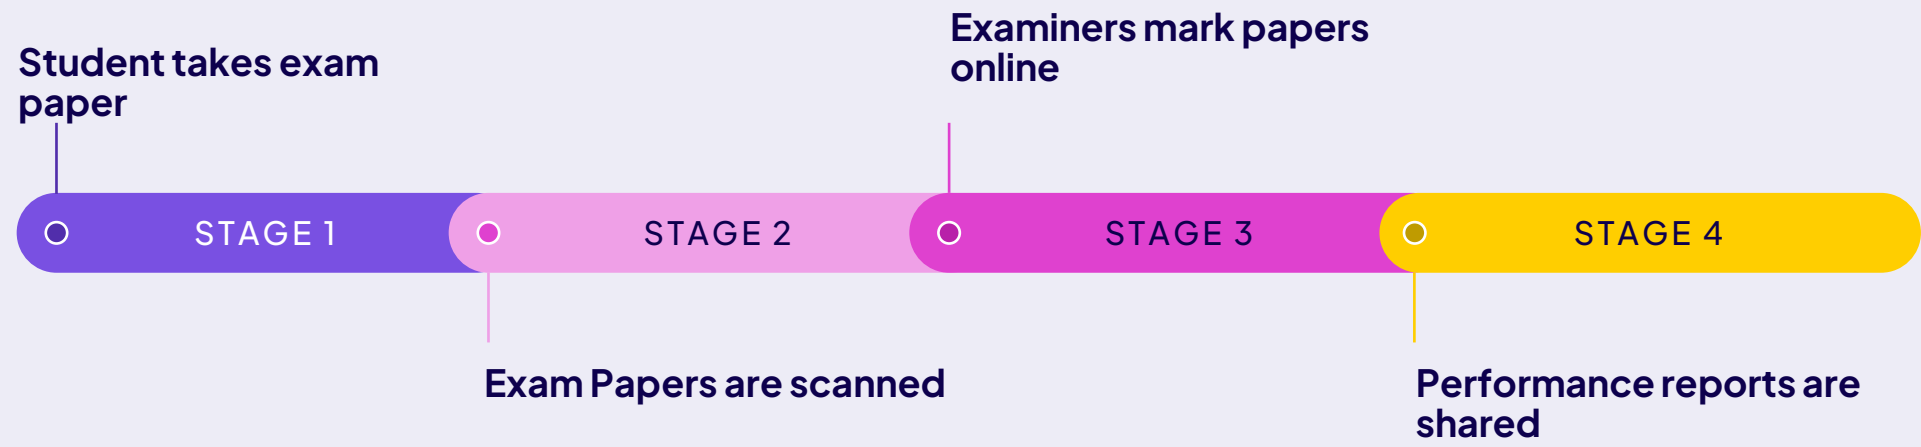 Student takes exam
paper
Examiners mark papers
online
STAGE 1
STAGE 2
STAGE 3
STAGE 4
Exam Papers are scanned
Performance reports are
shared